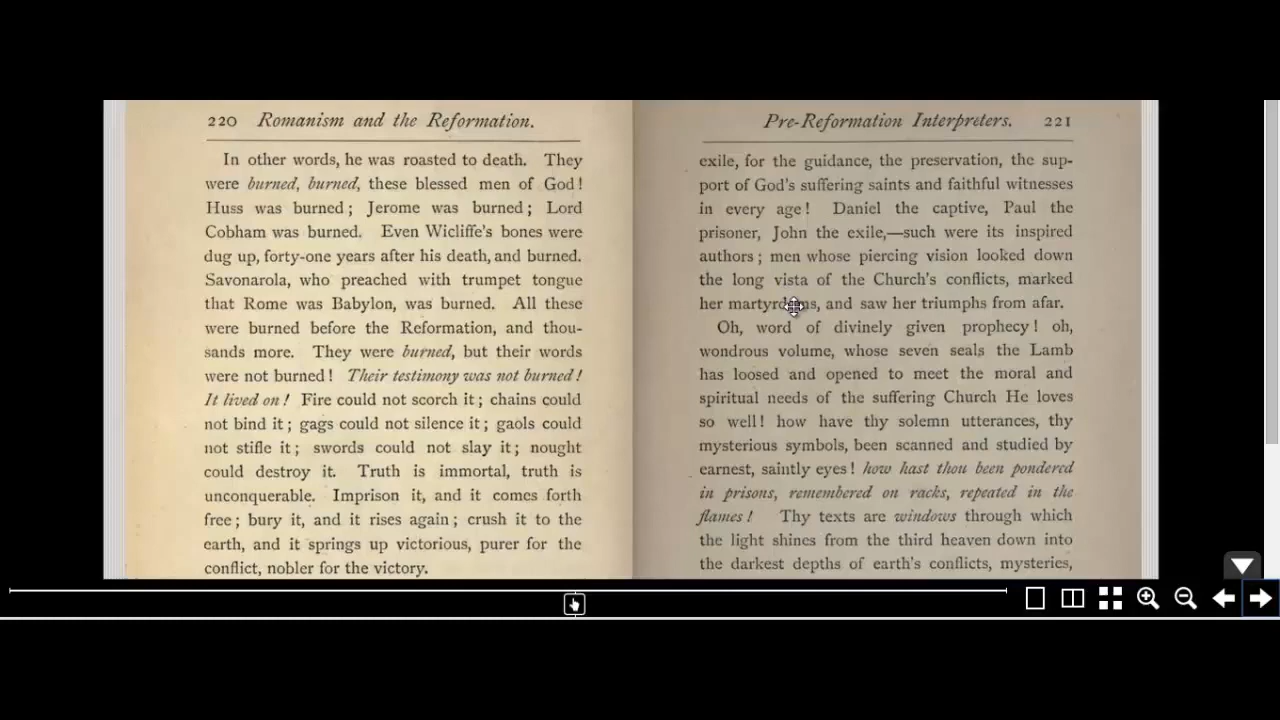 220 Romanism and the Reformation.
In other words, he was roasted to death. They
were burned, burned, these blessed men of God!
Huss was burned; Jerome was burned; Lord
Cobham was burned. Even Wicliffe's bones were
dug up, forty-one years after his death, and burned.
Savonarola, who preached with trumpet tongue
that Rome was Babylon, was burned. All these
were burned before the Reformation, and thou-
sands more. They were burned, but their words
were not burned! Their testimony was not burned!
It lived on! Fire could not scorch it; chains could
not bind it; gags could not silence it; gaols could
not stifle it; swords could not slay it; nought
could destroy it. Truth is immortal, truth is
unconquerable. Imprison it, and it comes forth
free; bury it, and it rises again; crush it to the
earth, and it springs up victorious, purer for the
conflict, nobler for the victory.
Pre-Reformation Interpreters. 221
exile, for the guidance, the preservation, the sup-
port of God's suffering saints and faithful witnesses
in every age! Daniel the captive, Paul the
prisoner, John the exile,—such were its inspired
authors; men whose piercing vision looked down
the long vista of the Church's conflicts, marked
her martyrdoms, and saw her triumphs from afar.
Oh, word of divinely given prophecy! oh,
wondrous volume, whose seven seals the Lamb
has loosed and opened to meet the moral and
spiritual needs of the suffering Church He loves
so well! how have thy solemn utterances, thy
mysterious symbols, been scanned and studied by
earnest, saintly eyes! how hast thou been pondered
in prisons, remembered on racks, repeated in the
flames! Thy texts are windows through which
the light shines from the third heaven down into
the darkest depths of earth's conflicts, mysteries,